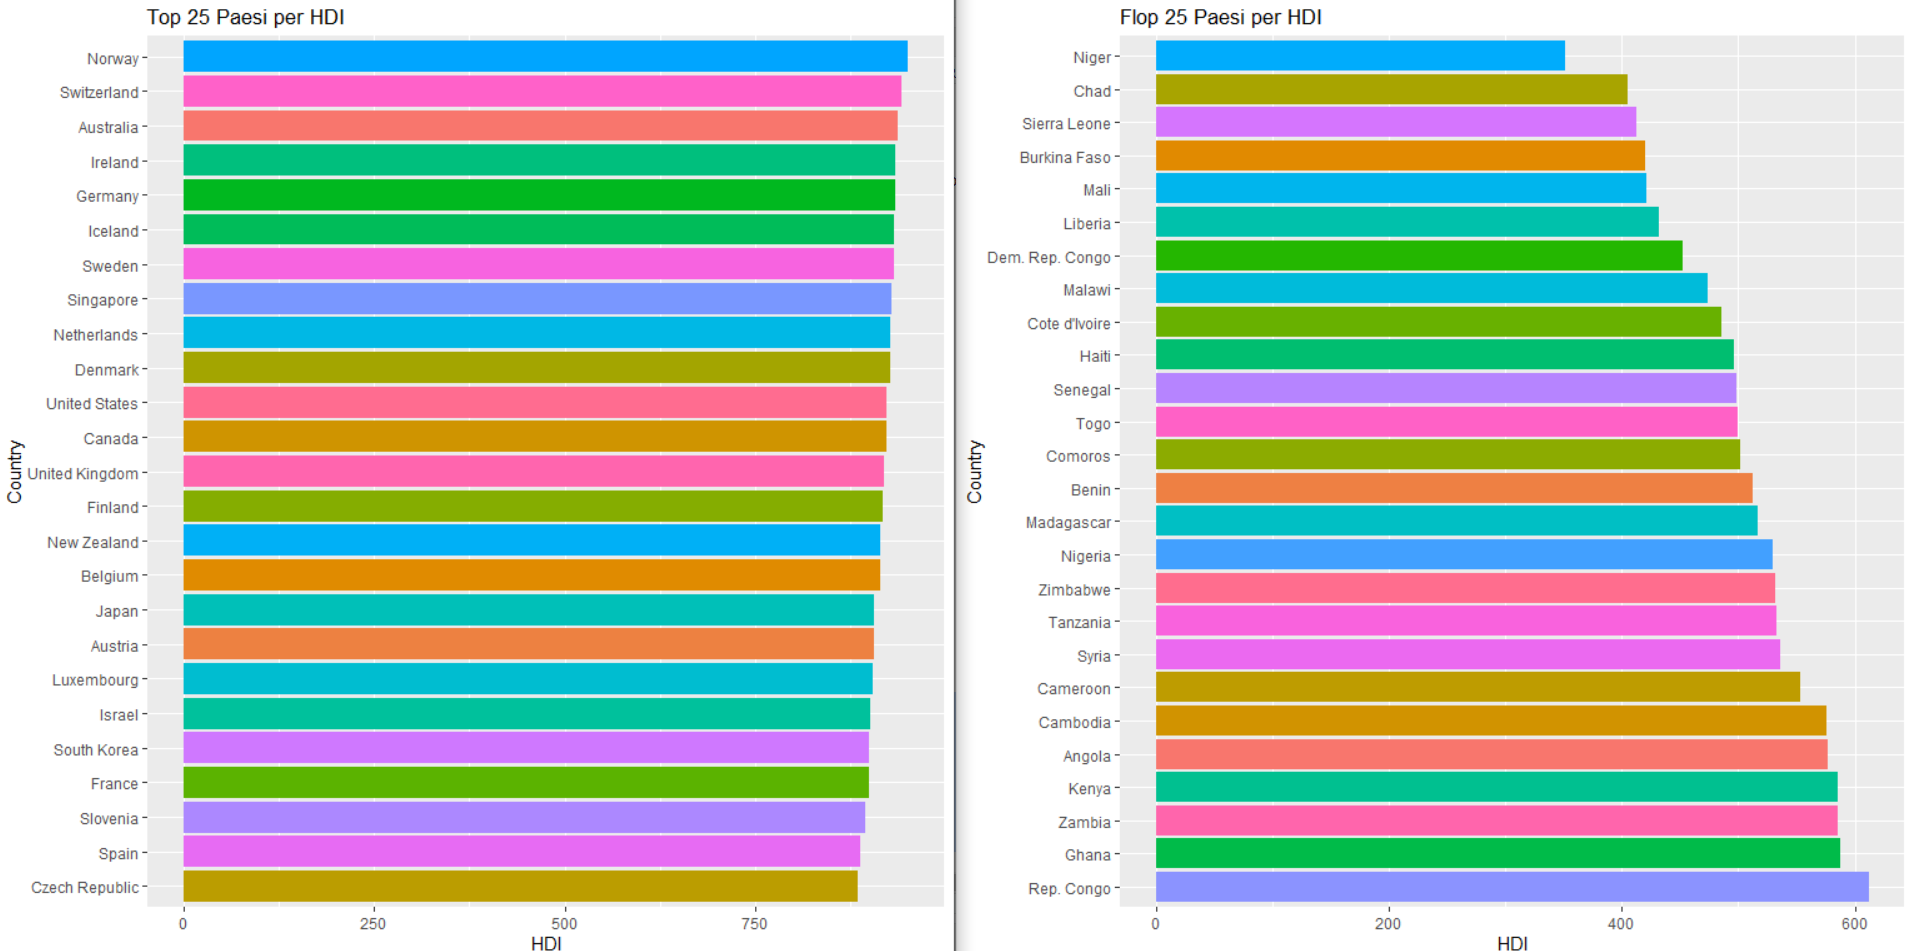 Top 25 Paesi per HDI
Country
Norway
Switzerland
Australia
Ireland
Germany
Iceland
Sweden
Singapore
Netherlands
Denmark
United States
Canada
United Kingdom
Finland
New Zealand
Belgium
Japan
Austria
Luxembourg
Israel
South Korea
France
Slovenia
Spain
Czech Republic
0 250 500 750
HDI
Flop 25 Paesi per HDI
Country
Niger
Chad
Sierra Leone
Burkina Faso
Mali
Liberia
Dem. Rep. Congo
Malawi
Cote d'Ivoire
Haiti
Senegal
Togo
Comoros
Benin
Madagascar
Nigeria
Zimbabwe
Tanzania
Syria
Cameroon
Cambodia
Angola
Kenya
Zambia
Ghana
Rep. Congo
0 200 400 600
HDI